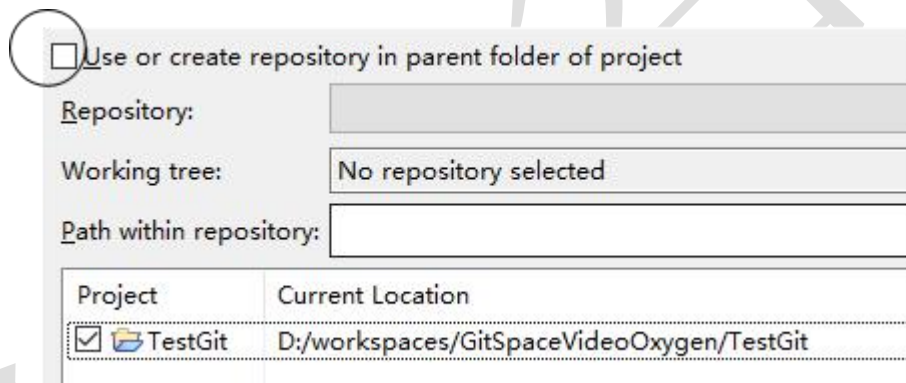 Use or create repository in parent folder of project
Repository:
Working tree: No repository selected
Path within repository:
Project Current Location
TestGit D:/workspaces/GitSpaceVideoOxygen/TestGit